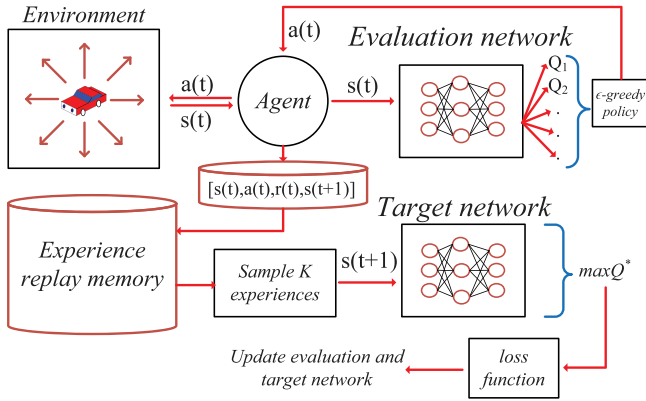 Environment
a(t)
Evaluation network
a(t)
s(t)
Agent
s(t)
Q1
Q2
.
.
.
ϵ-greedy
policy
[s(t),a(t),r(t),s(t+1)]
Target network
Experience
replay memory
Sample K
experiences
s(t+1)
maxQ*
Update evaluation and
target network
loss
function